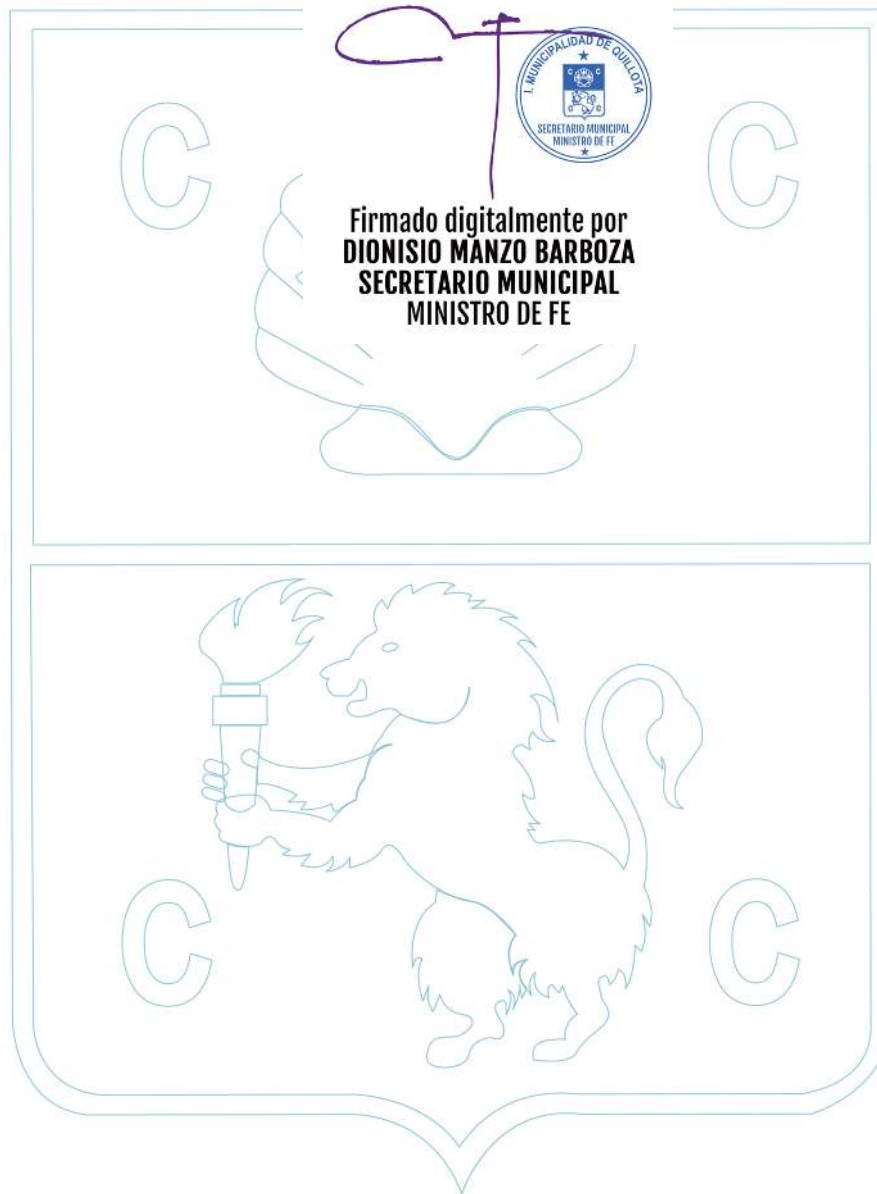 I. MUNICIPALIDAD DE QUILLOTA
C C
SECRETARIO MUNICIPAL
MINISTRO DE FE
C C
Firmado digitalmente por
DIONISIO MANZO BARBOZA
SECRETARIO MUNICIPAL
MINISTRO DE FE
C C